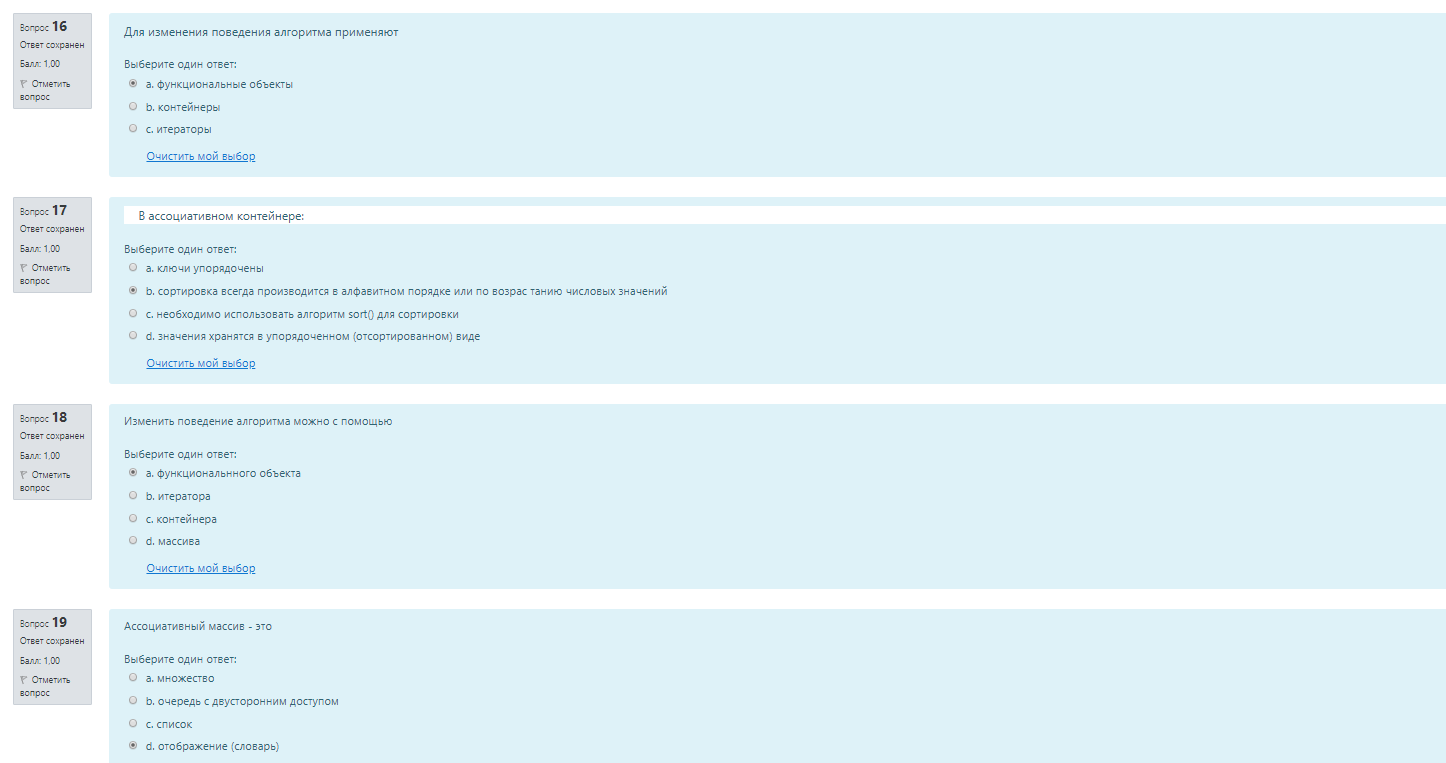 Вопрос 16
Ответ сохранен
Балл: 1,00
Отметить
вопрос
Для изменения поведения алгоритма применяют
Выберите один ответ:
a. функциональные объекты
b. контейнеры
c. итераторы
Очистить мой выбор
Вопрос 17
Ответ сохранен
Балл: 1,00
Отметить
вопрос
В ассоциативном контейнере:
Выберите один ответ:
a. ключи упорядочены
b. сортировка всегда производится в алфавитном порядке или по возрас танию числовых значений
c. необходимо использовать алгоритм sort() для сортировки
d. значения хранятся в упорядоченном (отсортированном) виде
Очистить мой выбор
Вопрос 18
Ответ сохранен
Балл: 1,00
Отметить
вопрос
Изменить поведение алгоритма можно с помощью
Выберите один ответ:
a. функциональнного объекта
b. итератора
c. контейнера
d. массива
Очистить мой выбор
Вопрос 19
Ответ сохранен
Балл: 1,00
Отметить
вопрос
Ассоциативный массив - это
Выберите один ответ:
a. множество
b. очередь с двусторонним доступом
c. список
d. отображение (словарь)